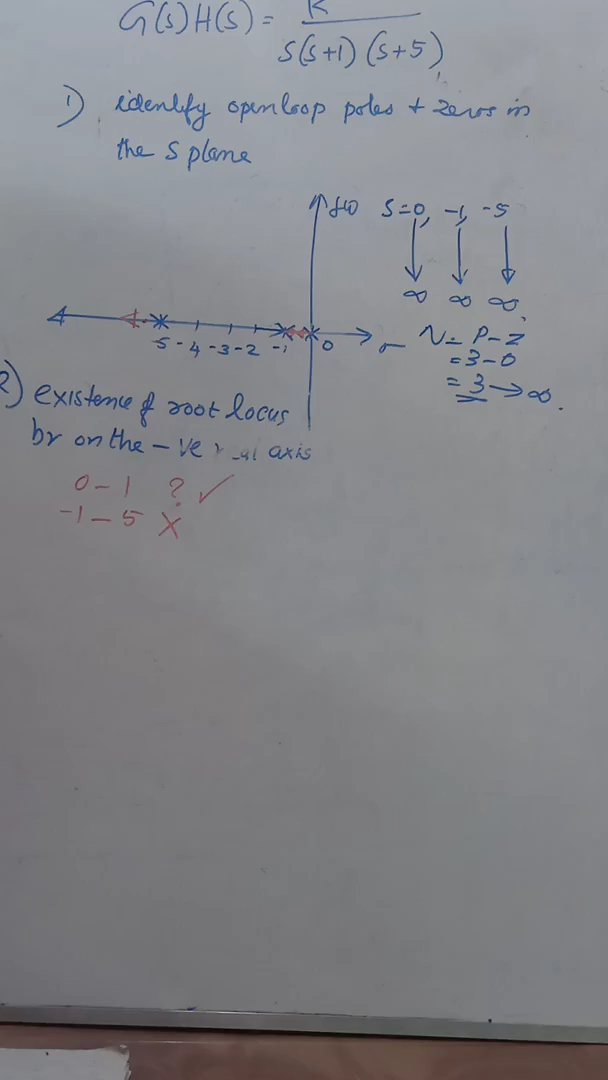 G(s)H(s) = K
s(s+1)(s+5)
1) identify openloop poles + zeros in
the s plane
jω s=0, -1, -5
∞ ∞ ∞
-5 -4 -3 -2 -1 0 σ
N = P-Z
= 3-0
= 3 → ∞.
2) existence of root locus
br on the -ve axis
0-1 ? ✓
-1-5 X